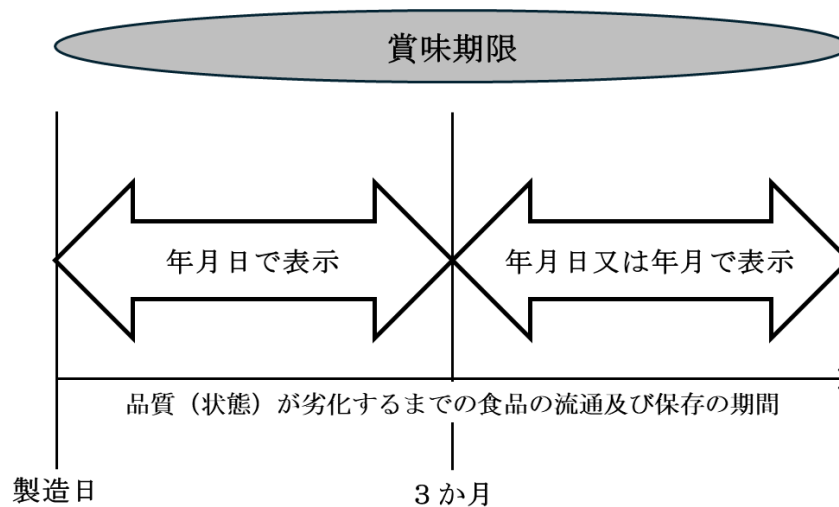 賞味期限
年月日で表示
年月日又は年月で表示
品質（状態）が劣化するまでの食品の流通及び保存の期間
製造日
３か月